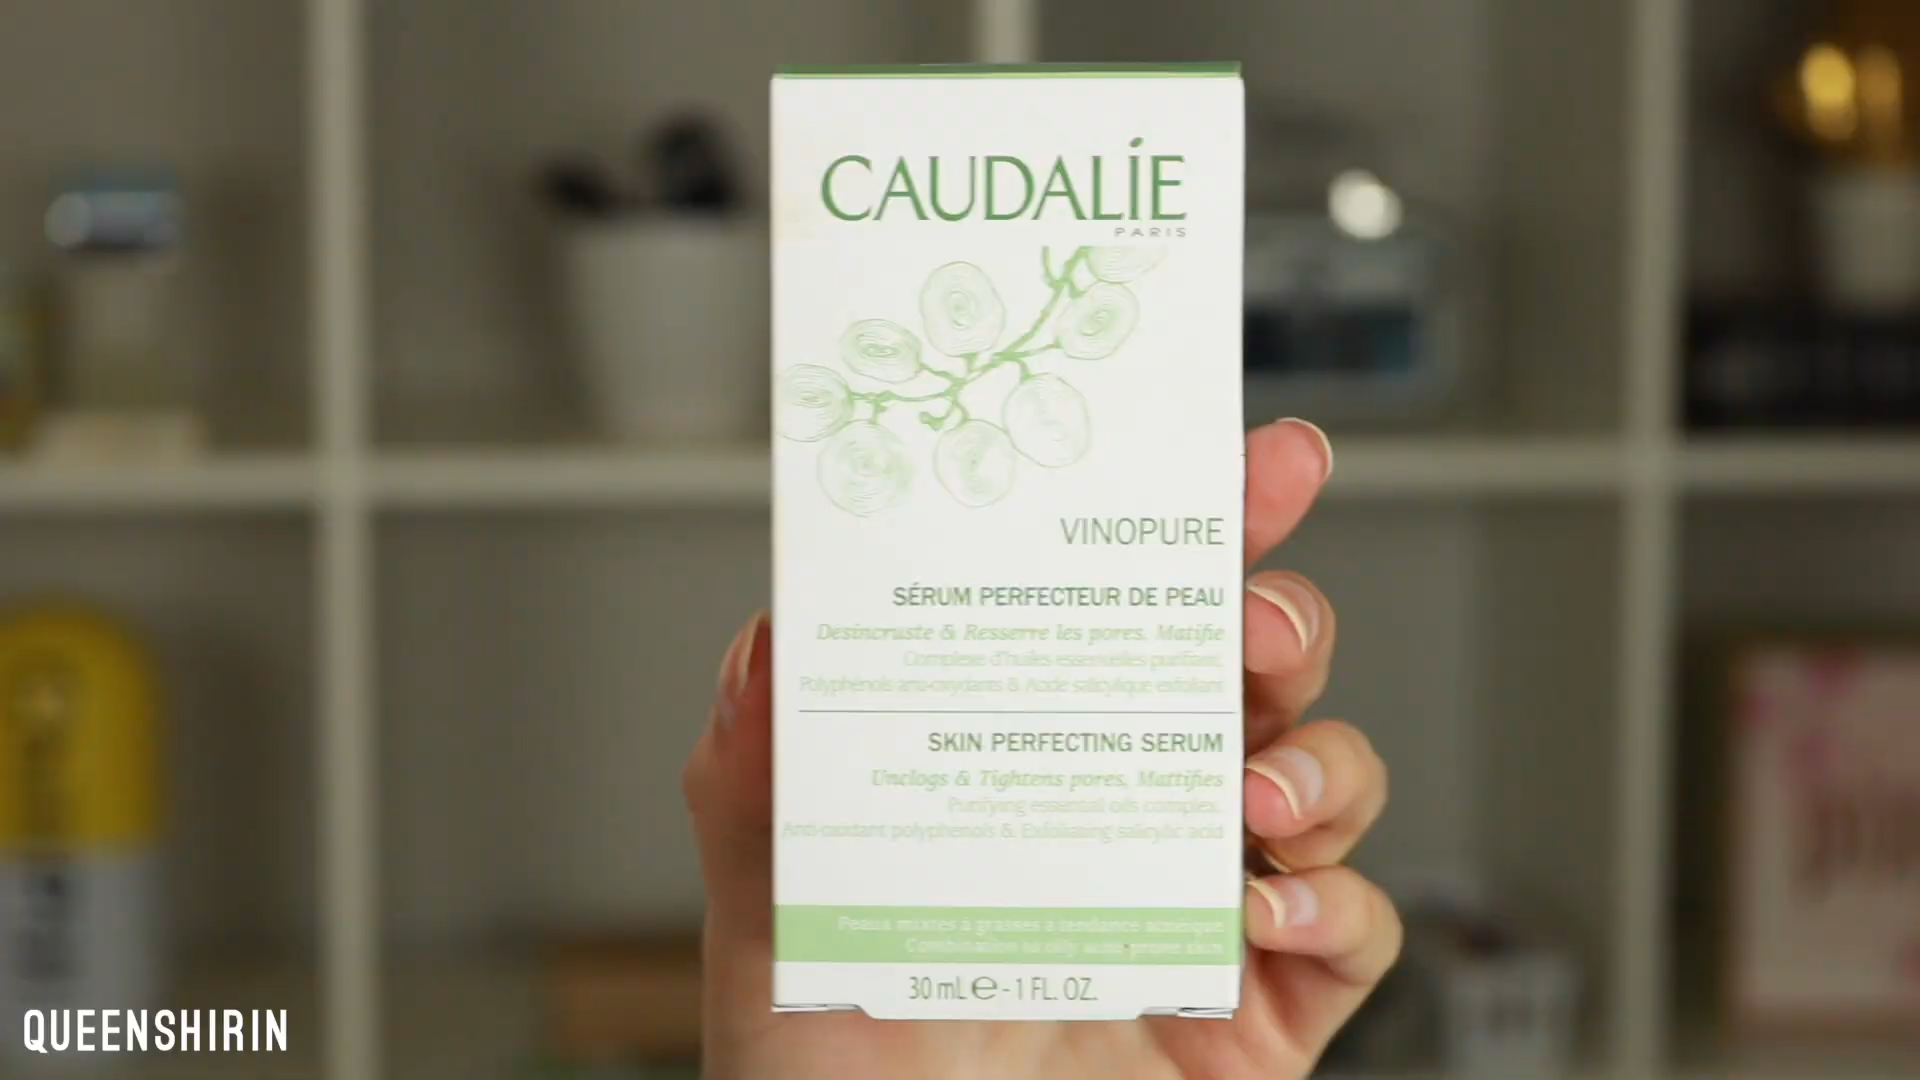 CAUDALÍE
PARIS
VINOPURE
SÉRUM PERFECTEUR DE PEAU
Désincruste & Resserre les pores, Matifie
Complexe d'huiles essentielles purifiant,
Polyphénols anti-oxydants & Acide salicylique exfoliant
SKIN PERFECTING SERUM
Unclogs & Tightens pores, Mattifies
Purifying essential oils complex,
Anti-oxidant polyphenols & Exfoliating salicylic acid
Peaux mixtes à grasses à tendance acnéique
Combination to oily acne-prone skin
30 mL ℮ - 1 FL. OZ.
QUEENSHIRIN